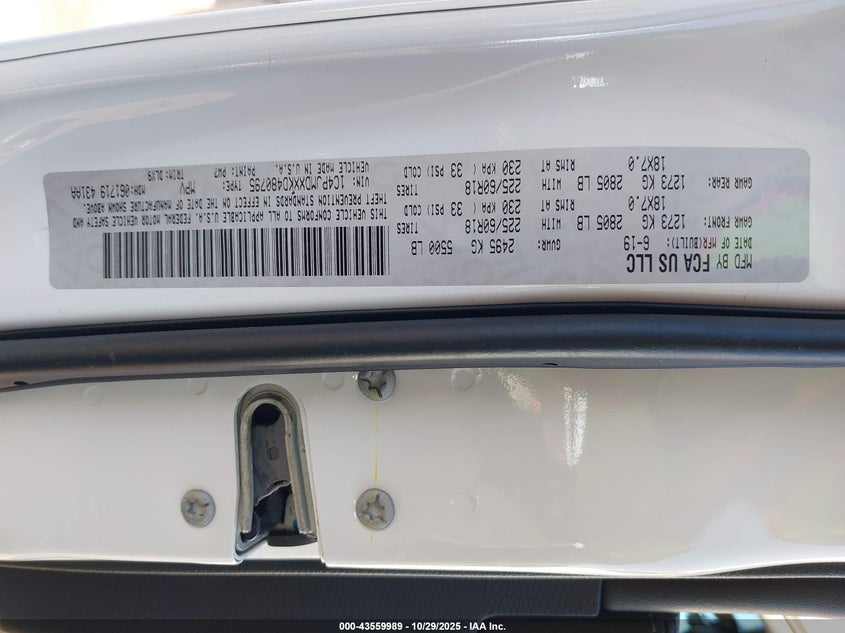 MFD BY FCA US LLC
DATE OF MFR(BUILT): 6-19 GVWR: 2495 KG 5500 LB
GAWR FRONT: 1273 KG 2805 LB WITH TIRES 225/60R18
18X7.0 RIMS AT 230 KPA ( 33 PSI) COLD
GAWR REAR: 1273 KG 2805 LB WITH TIRES 225/60R18
18X7.0 RIMS AT 230 KPA ( 33 PSI) COLD
THIS VEHICLE CONFORMS TO ALL APPLICABLE U.S.A. FEDERAL MOTOR VEHICLE SAFETY AND
THEFT PREVENTION STANDARDS IN EFFECT ON THE DATE OF MANUFACTURE SHOWN ABOVE.
VIN: 1C4PJMDXXKD480795 TYPE: MPV MDH:061719 431AA
VEHICLE MADE IN U.S.A. PAINT: PW7 TRIM: DLX9
000-43559989 - 10/29/2025 - IAA Inc.